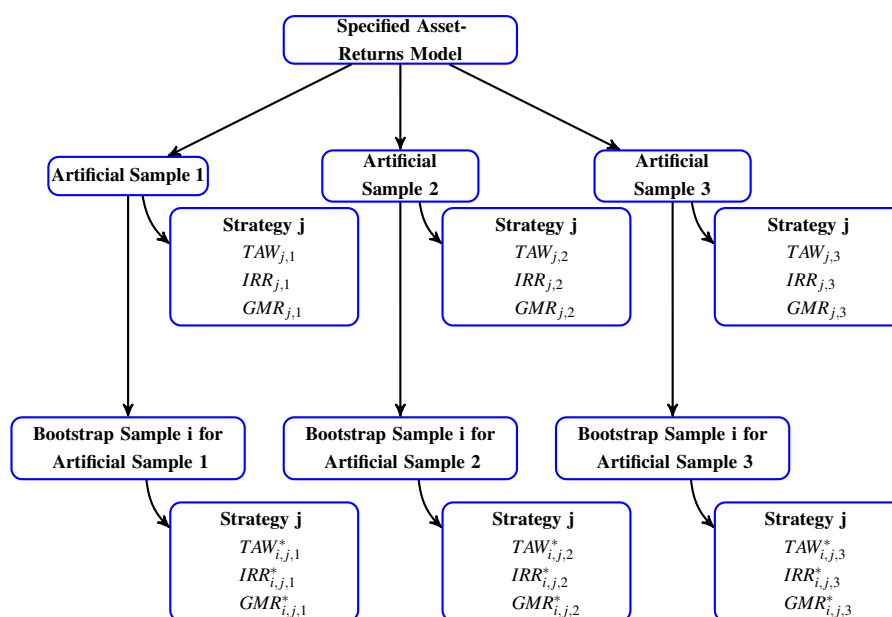 Specified Asset-
Returns Model
Artificial Sample 1
Artificial
Sample 2
Artificial
Sample 3
Strategy j
TAW_{j,1}
IRR_{j,1}
GMR_{j,1}
Strategy j
TAW_{j,2}
IRR_{j,2}
GMR_{j,2}
Strategy j
TAW_{j,3}
IRR_{j,3}
GMR_{j,3}
Bootstrap Sample i for
Artificial Sample 1
Bootstrap Sample i for
Artificial Sample 2
Bootstrap Sample i for
Artificial Sample 3
Strategy j
TAW^*_{i,j,1}
IRR^*_{i,j,1}
GMR^*_{i,j,1}
Strategy j
TAW^*_{i,j,2}
IRR^*_{i,j,2}
GMR^*_{i,j,2}
Strategy j
TAW^*_{i,j,3}
IRR^*_{i,j,3}
GMR^*_{i,j,3}